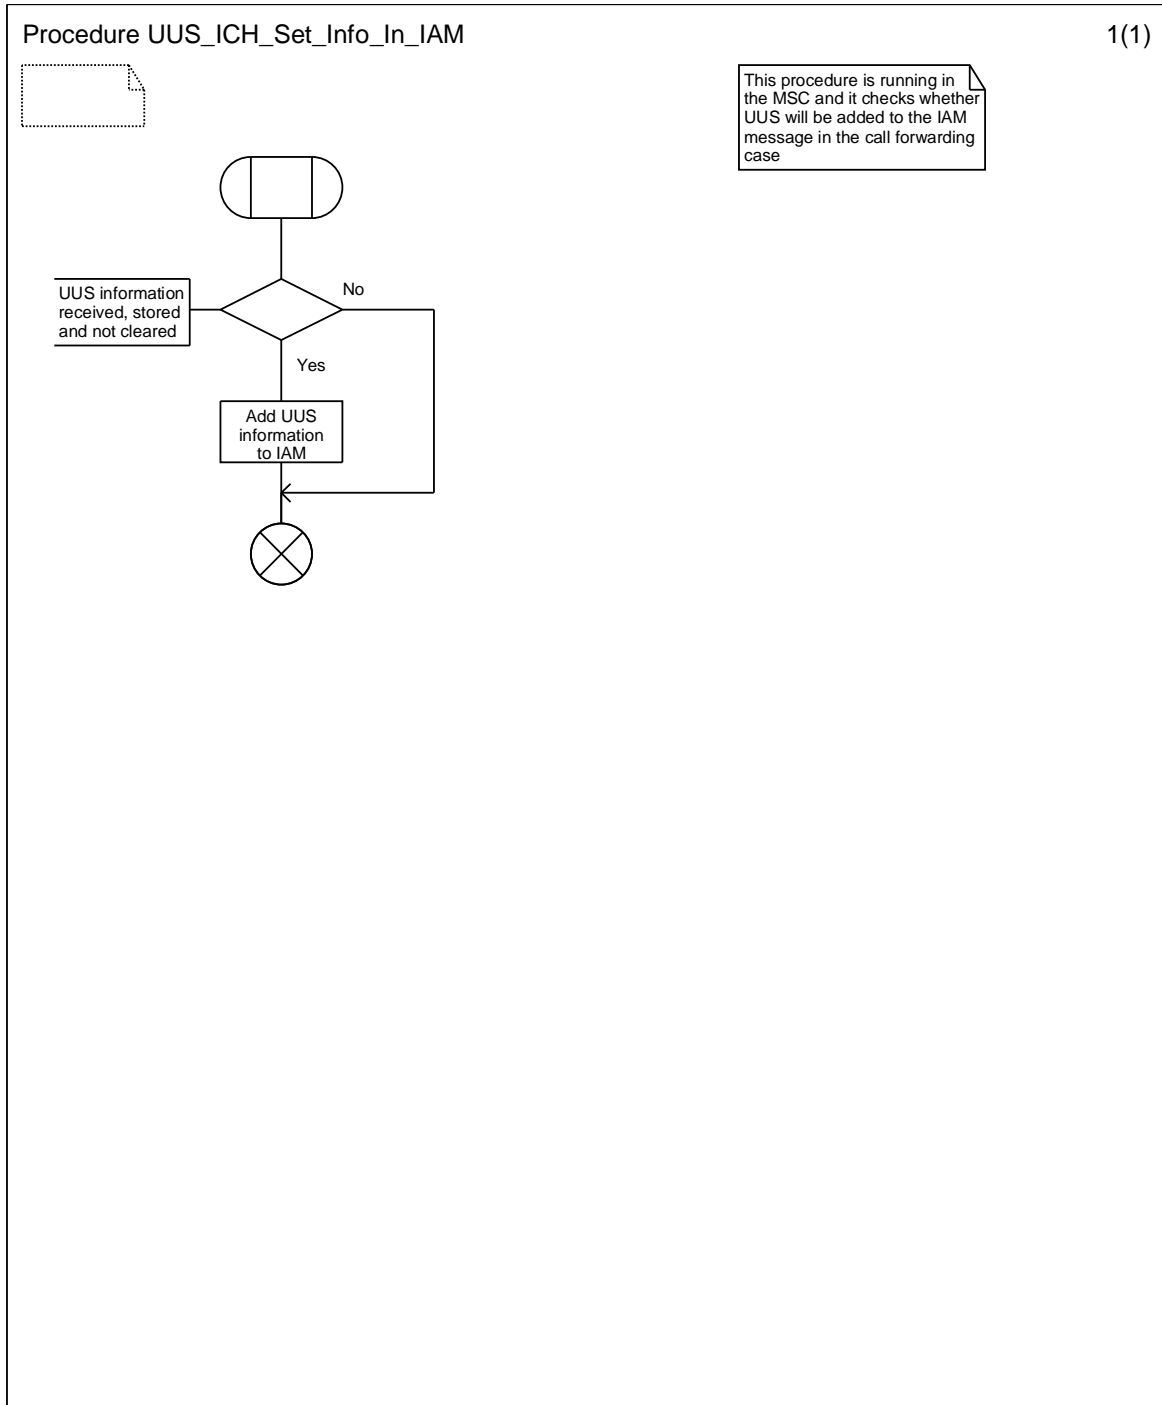 Procedure UUS_ICH_Set_Info_In_IAM
1(1)
This procedure is running in
the MSC and it checks whether
UUS will be added to the IAM
message in the call forwarding
case
UUS information
received, stored
and not cleared
No
Yes
Add UUS
information
to IAM